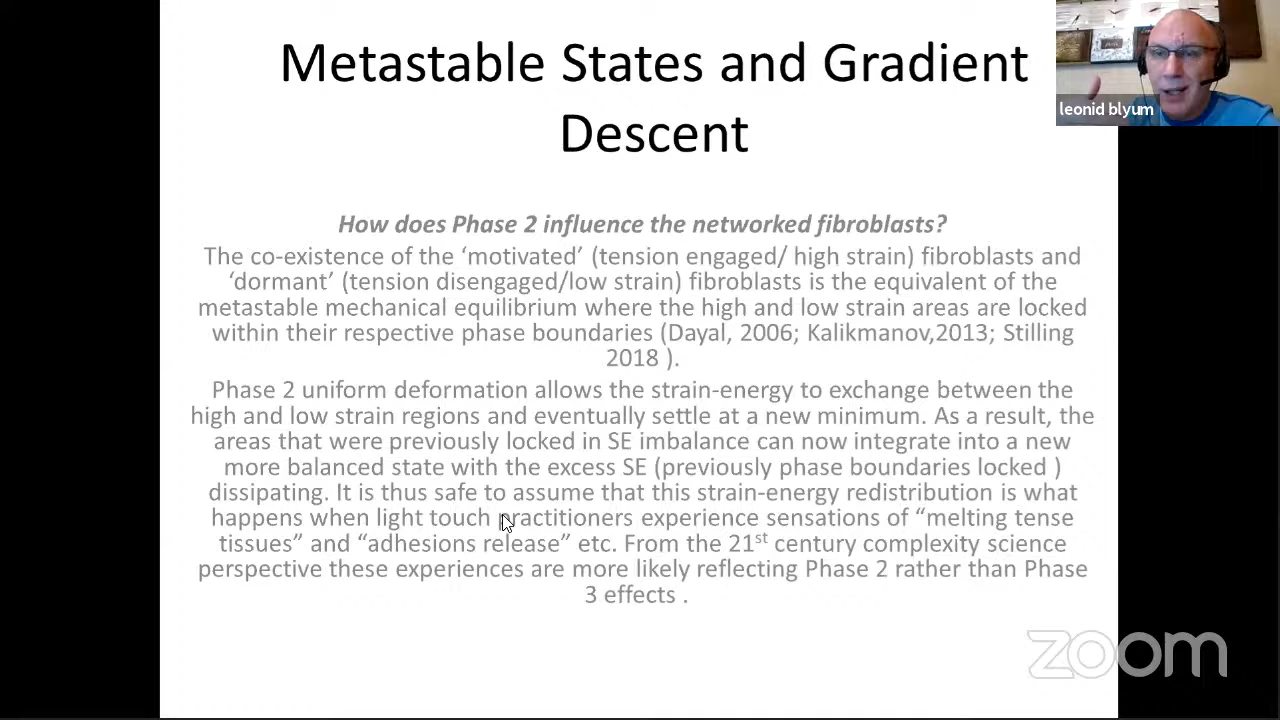 Metastable States and Gradient
Descent
leonid blyum
How does Phase 2 influence the networked fibroblasts?
The co-existence of the ‘motivated’ (tension engaged/ high strain) fibroblasts and
‘dormant’ (tension disengaged/low strain) fibroblasts is the equivalent of the
metastable mechanical equilibrium where the high and low strain areas are locked
within their respective phase boundaries (Dayal, 2006; Kalikmanov,2013; Stilling
2018 ).
Phase 2 uniform deformation allows the strain-energy to exchange between the
high and low strain regions and eventually settle at a new minimum. As a result, the
areas that were previously locked in SE imbalance can now integrate into a new
more balanced state with the excess SE (previously phase boundaries locked )
dissipating. It is thus safe to assume that this strain-energy redistribution is what
happens when light touch practitioners experience sensations of “melting tense
tissues” and “adhesions release” etc. From the 21st century complexity science
perspective these experiences are more likely reflecting Phase 2 rather than Phase
3 effects .
zoom